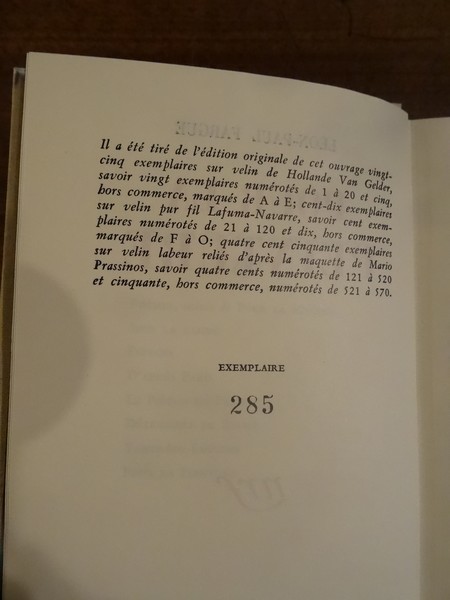 LÉON-PAUL FARGUE
Il a été tiré de l'édition originale de cet ouvrage vingt-
cinq exemplaires sur velin de Hollande Van Gelder,
savoir vingt exemplaires numérotés de 1 à 20 et cinq,
hors commerce, marqués de A à E; cent-dix exemplaires
sur velin pur fil Lafuma-Navarre, savoir cent exem-
plaires numérotés de 21 à 120 et dix, hors commerce,
marqués de F à O; quatre cent cinquante exemplaires
sur velin labeur reliés d'après la maquette de Mario
Prassinos, savoir quatre cents numérotés de 121 à 520
et cinquante, hors commerce, numérotés de 521 à 570.
EXEMPLAIRE
285
nrf